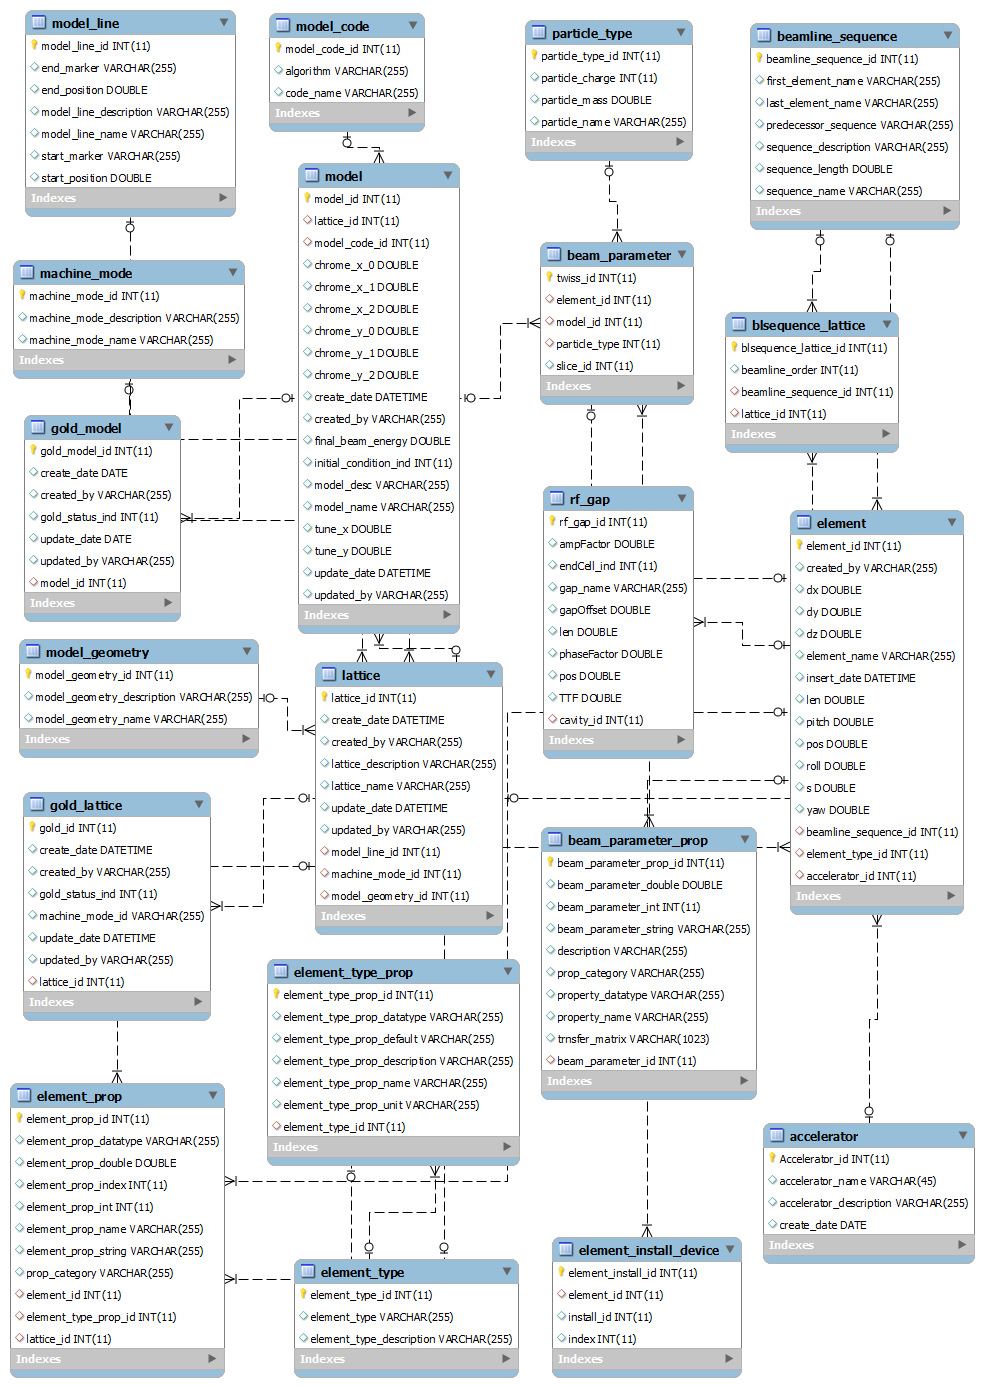 model_line
model_line_id INT(11)
end_marker VARCHAR(255)
end_position DOUBLE
model_line_description VARCHAR(255)
model_line_name VARCHAR(255)
start_marker VARCHAR(255)
start_position DOUBLE
Indexes
model_code
model_code_id INT(11)
algorithm VARCHAR(255)
code_name VARCHAR(255)
Indexes
particle_type
particle_type_id INT(11)
particle_charge INT(11)
particle_mass DOUBLE
particle_name VARCHAR(255)
Indexes
beamline_sequence
beamline_sequence_id INT(11)
first_element_name VARCHAR(255)
last_element_name VARCHAR(255)
predecessor_sequence VARCHAR(255)
sequence_description VARCHAR(255)
sequence_length DOUBLE
sequence_name VARCHAR(255)
Indexes
machine_mode
machine_mode_id INT(11)
machine_mode_description VARCHAR(255)
machine_mode_name VARCHAR(255)
Indexes
model
model_id INT(11)
lattice_id INT(11)
model_code_id INT(11)
chrome_x_0 DOUBLE
chrome_x_1 DOUBLE
chrome_x_2 DOUBLE
chrome_y_0 DOUBLE
chrome_y_1 DOUBLE
chrome_y_2 DOUBLE
create_date DATETIME
created_by VARCHAR(255)
final_beam_energy DOUBLE
initial_condition_ind INT(11)
model_desc VARCHAR(255)
model_name VARCHAR(255)
tune_x DOUBLE
tune_y DOUBLE
update_date DATETIME
updated_by VARCHAR(255)
Indexes
beam_parameter
twiss_id INT(11)
element_id INT(11)
model_id INT(11)
particle_type INT(11)
slice_id INT(11)
Indexes
blsequence_lattice
blsequence_lattice_id INT(11)
beamline_order INT(11)
beamline_sequence_id INT(11)
lattice_id INT(11)
Indexes
gold_model
gold_model_id INT(11)
create_date DATE
created_by VARCHAR(255)
gold_status_ind INT(11)
update_date DATE
updated_by VARCHAR(255)
model_id INT(11)
Indexes
rf_gap
rf_gap_id INT(11)
ampFactor DOUBLE
endCell_ind INT(11)
gap_name VARCHAR(255)
gapOffset DOUBLE
len DOUBLE
phaseFactor DOUBLE
pos DOUBLE
TTF DOUBLE
cavity_id INT(11)
Indexes
element
element_id INT(11)
created_by VARCHAR(255)
dx DOUBLE
dy DOUBLE
dz DOUBLE
element_name VARCHAR(255)
insert_date DATETIME
len DOUBLE
pitch DOUBLE
pos DOUBLE
roll DOUBLE
s DOUBLE
yaw DOUBLE
beamline_sequence_id INT(11)
element_type_id INT(11)
accelerator_id INT(11)
Indexes
model_geometry
model_geometry_id INT(11)
model_geometry_description VARCHAR(255)
model_geometry_name VARCHAR(255)
Indexes
lattice
lattice_id INT(11)
create_date DATETIME
created_by VARCHAR(255)
lattice_description VARCHAR(255)
lattice_name VARCHAR(255)
update_date DATETIME
updated_by VARCHAR(255)
model_line_id INT(11)
machine_mode_id INT(11)
model_geometry_id INT(11)
Indexes
gold_lattice
gold_id INT(11)
create_date DATETIME
created_by VARCHAR(255)
gold_status_ind INT(11)
machine_mode_id VARCHAR(255)
update_date DATETIME
updated_by VARCHAR(255)
lattice_id INT(11)
Indexes
beam_parameter_prop
beam_parameter_prop_id INT(11)
beam_parameter_double DOUBLE
beam_parameter_int INT(11)
beam_parameter_string VARCHAR(255)
description VARCHAR(255)
prop_category VARCHAR(255)
property_datatype VARCHAR(255)
property_name VARCHAR(255)
trnsfer_matrix VARCHAR(1023)
beam_parameter_id INT(11)
Indexes
element_type_prop
element_type_prop_id INT(11)
element_type_prop_datatype VARCHAR(255)
element_type_prop_default VARCHAR(255)
element_type_prop_description VARCHAR(255)
element_type_prop_name VARCHAR(255)
element_type_prop_unit VARCHAR(255)
element_type_id INT(11)
Indexes
element_prop
element_prop_id INT(11)
element_prop_datatype VARCHAR(255)
element_prop_double DOUBLE
element_prop_index INT(11)
element_prop_int INT(11)
element_prop_name VARCHAR(255)
element_prop_string VARCHAR(255)
prop_category VARCHAR(255)
element_id INT(11)
element_type_prop_id INT(11)
lattice_id INT(11)
Indexes
accelerator
Accelerator_id INT(11)
accelerator_name VARCHAR(45)
accelerator_description VARCHAR(255)
create_date DATE
Indexes
element_type
element_type_id INT(11)
element_type VARCHAR(255)
element_type_description VARCHAR(255)
Indexes
element_install_device
element_install_id INT(11)
element_id INT(11)
install_id INT(11)
index INT(11)
Indexes